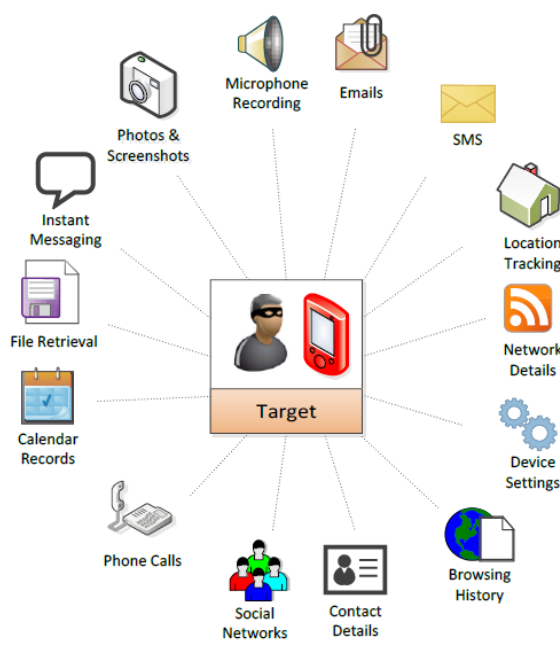 Microphone
Recording
Emails
SMS
Photos &
Screenshots
Location
Tracking
Instant
Messaging
Network
Details
File Retrieval
Target
Calendar
Records
Device
Settings
Phone Calls
Browsing
History
Social
Networks
Contact
Details